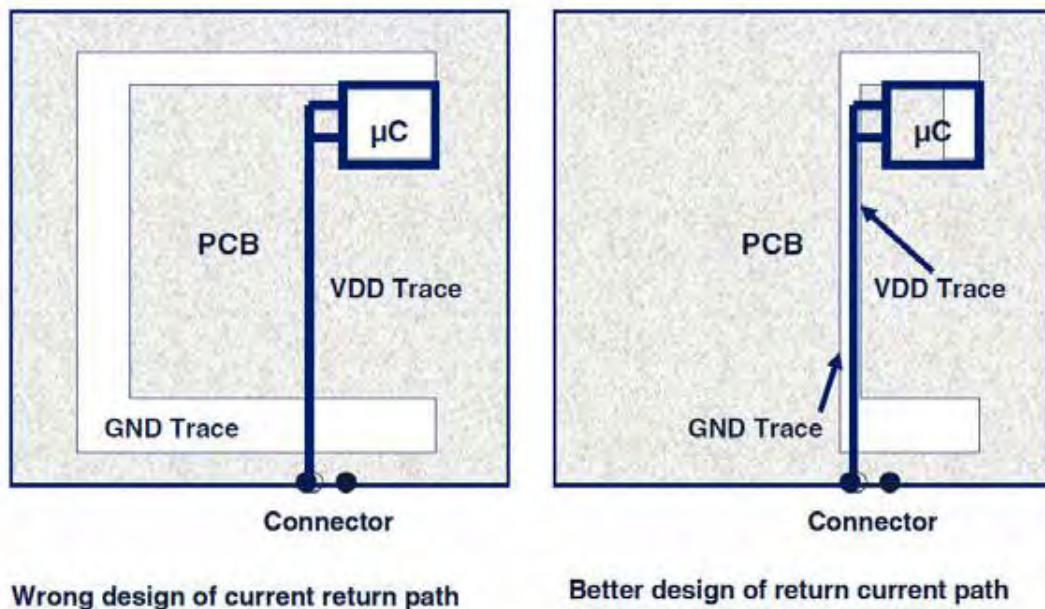 µC
PCB
VDD Trace
GND Trace
Connector
Wrong design of current return path
µC
PCB
VDD Trace
GND Trace
Connector
Better design of return current path